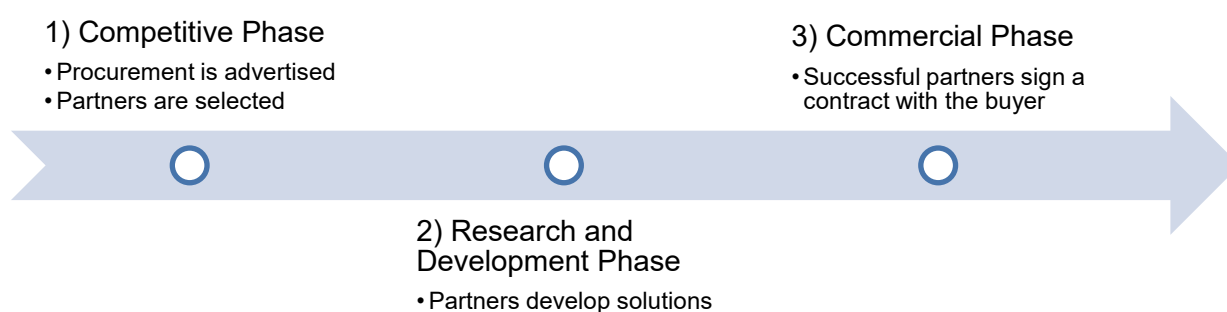 1) Competitive Phase
• Procurement is advertised
• Partners are selected
2) Research and
Development Phase
• Partners develop solutions
3) Commercial Phase
• Successful partners sign a
contract with the buyer